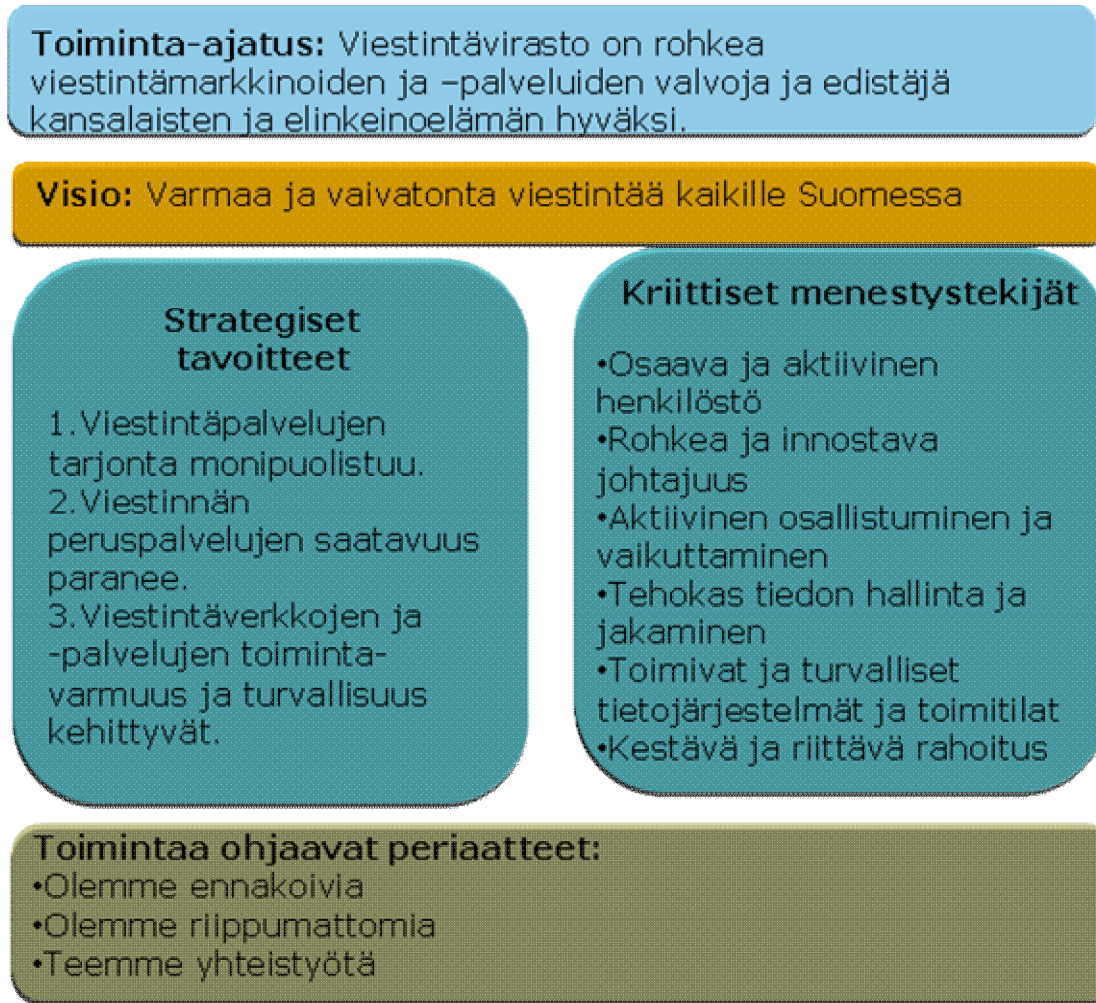 Toiminta-ajatus: Viestintävirasto on rohkea
viestintämarkkinoiden ja –palveluiden valvoja ja edistäjä
kansalaisten ja elinkeinoelämän hyväksi.
Visio: Varmaa ja vaivatonta viestintää kaikille Suomessa
Strategiset
tavoitteet
1.Viestintäpalvelujen
tarjonta monipuolistuu.
2.Viestinnän
peruspalvelujen saatavuus
paranee.
3.Viestintäverkkojen ja
-palvelujen toiminta-
varmuus ja turvallisuus
kehittyvät.
Kriittiset menestystekijät
•Osaava ja aktiivinen
henkilöstö
•Rohkea ja innostava
johtajuus
•Aktiivinen osallistuminen ja
vaikuttaminen
•Tehokas tiedon hallinta ja
jakaminen
•Toimivat ja turvalliset
tietojärjestelmät ja toimitilat
•Kestävä ja riittävä rahoitus
Toimintaa ohjaavat periaatteet:
•Olemme ennakoivia
•Olemme riippumattomia
•Teemme yhteistyötä